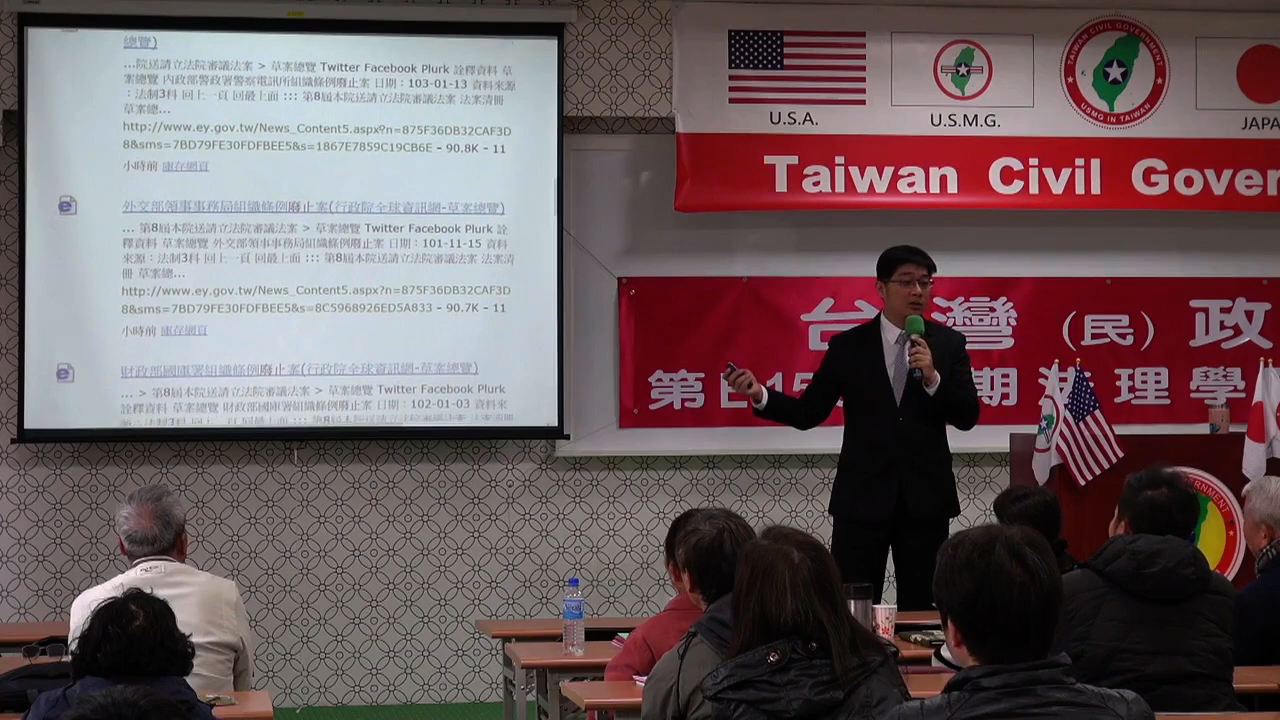 總覽)
...院送請立法院審議法案 > 草案總覽 Twitter Facebook Plurk 詮釋資料 草
案總覽 內政部警政署警察電訊所組織條例廢止案 日期：103-01-13 資料來源
：法制3科 回上一頁 回最上面 ::: 第8屆本院送請立法院審議法案 法案清冊
草案總...
http://www.ey.gov.tw/News_Content5.aspx?n=875F36DB32CAF3D
8&sms=7BD79FE30FDFBEE5&s=1867E7859C19CB6E - 90.8K - 11
小時前 庫存網頁
外交部領事事務局組織條例廢止案(行政院全球資訊網-草案總覽)
... 第8屆本院送請立法院審議法案 > 草案總覽 Twitter Facebook Plurk 詮
釋資料 草案總覽 外交部領事事務局組織條例廢止案 日期：101-11-15 資料
來源：法制3科 回上一頁 回最上面 ::: 第8屆本院送請立法院審議法案 法案清
冊 草案總...
http://www.ey.gov.tw/News_Content5.aspx?n=875F36DB32CAF3D
8&sms=7BD79FE30FDFBEE5&s=8C5968926ED5A833 - 90.7K - 11
小時前 庫存網頁
財政部國庫署組織條例廢止案(行政院全球資訊網-草案總覽)
... > 第8屆本院送請立法院審議法案 > 草案總覽 Twitter Facebook Plurk
詮釋資料 草案總覽 財政部國庫署組織條例廢止案 日期：102-01-03 資料來
U.S.A.
U.S.M.G.
TAIWAN CIVIL GOVERNMENT
USMG IN TAIWAN
JAPA
Taiwan Civil Gover
台灣（民）政
第 15 期 理學